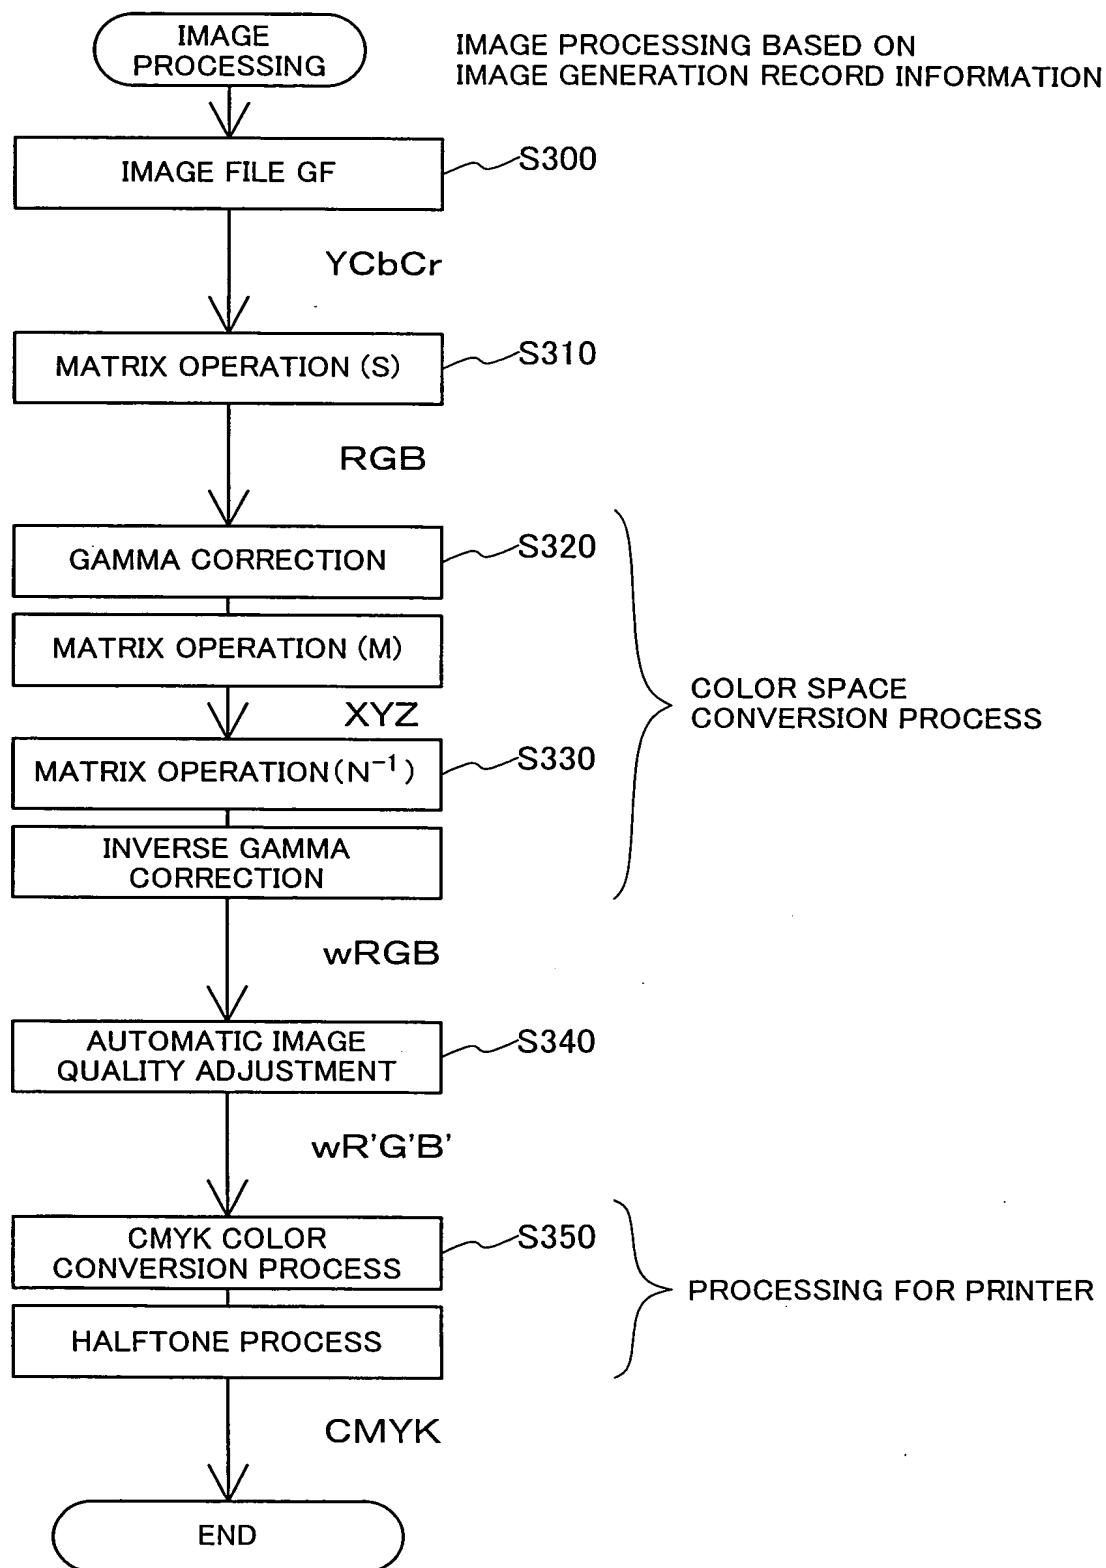 IMAGE
PROCESSING
IMAGE PROCESSING BASED ON
IMAGE GENERATION RECORD INFORMATION
IMAGE FILE GF
S300
YCbCr
MATRIX OPERATION (S)
S310
RGB
GAMMA CORRECTION
S320
MATRIX OPERATION (M)
XYZ
MATRIX OPERATION (N⁻¹)
S330
INVERSE GAMMA
CORRECTION
COLOR SPACE
CONVERSION PROCESS
wRGB
AUTOMATIC IMAGE
QUALITY ADJUSTMENT
S340
wR'G'B'
CMYK COLOR
CONVERSION PROCESS
S350
HALFTONE PROCESS
PROCESSING FOR PRINTER
CMYK
END